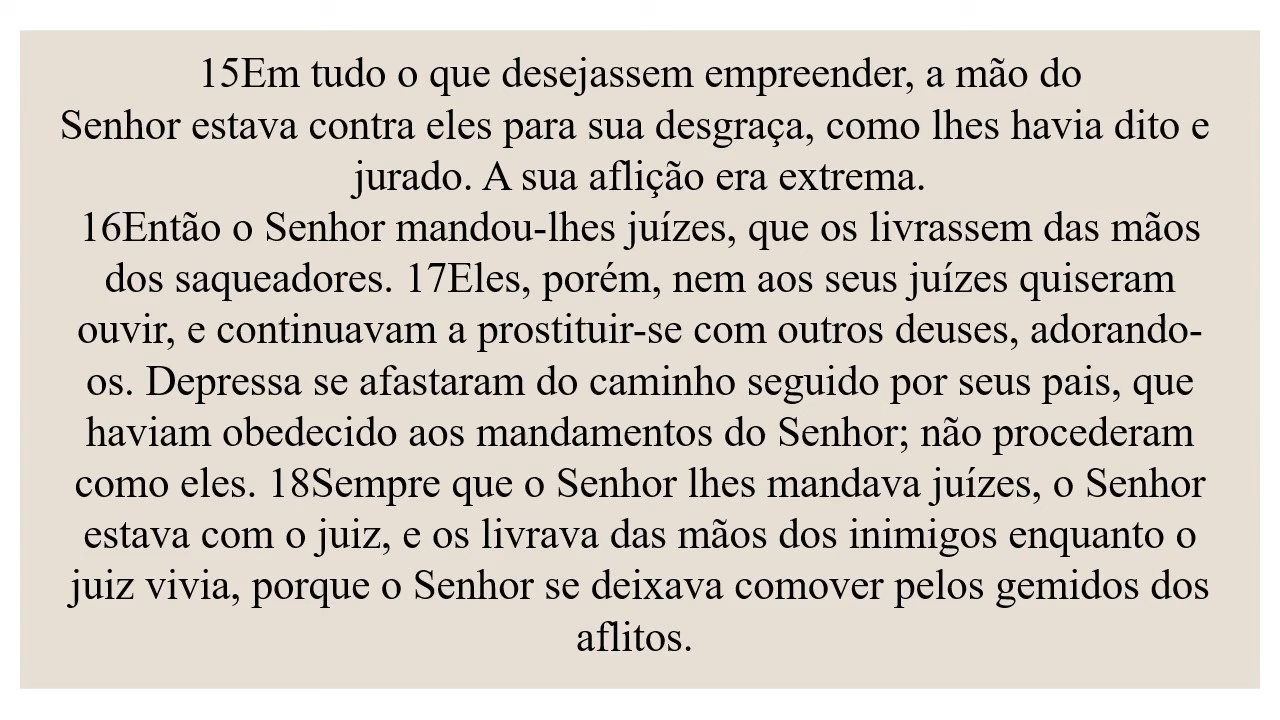 15Em tudo o que desejassem empreender, a mão do
Senhor estava contra eles para sua desgraça, como lhes havia dito e
jurado. A sua aflição era extrema.
16Então o Senhor mandou-lhes juízes, que os livrassem das mãos
dos saqueadores. 17Eles, porém, nem aos seus juízes quiseram
ouvir, e continuavam a prostituir-se com outros deuses, adorando-
os. Depressa se afastaram do caminho seguido por seus pais, que
haviam obedecido aos mandamentos do Senhor; não procederam
como eles. 18Sempre que o Senhor lhes mandava juízes, o Senhor
estava com o juiz, e os livrava das mãos dos inimigos enquanto o
juiz vivia, porque o Senhor se deixava comover pelos gemidos dos
aflitos.